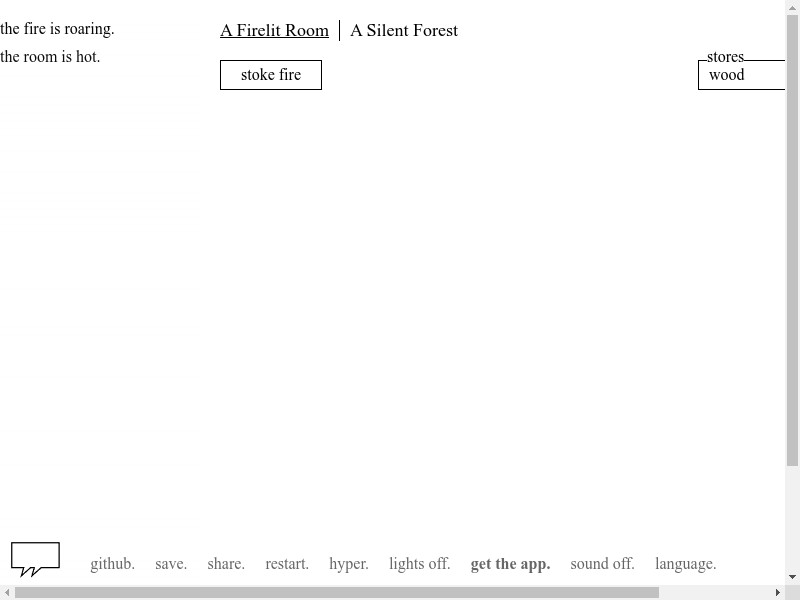 the fire is roaring.
the room is hot.
A Firelit Room | A Silent Forest
stoke fire
stores
wood
github. save. share. restart. hyper. lights off. get the app. sound off. language.